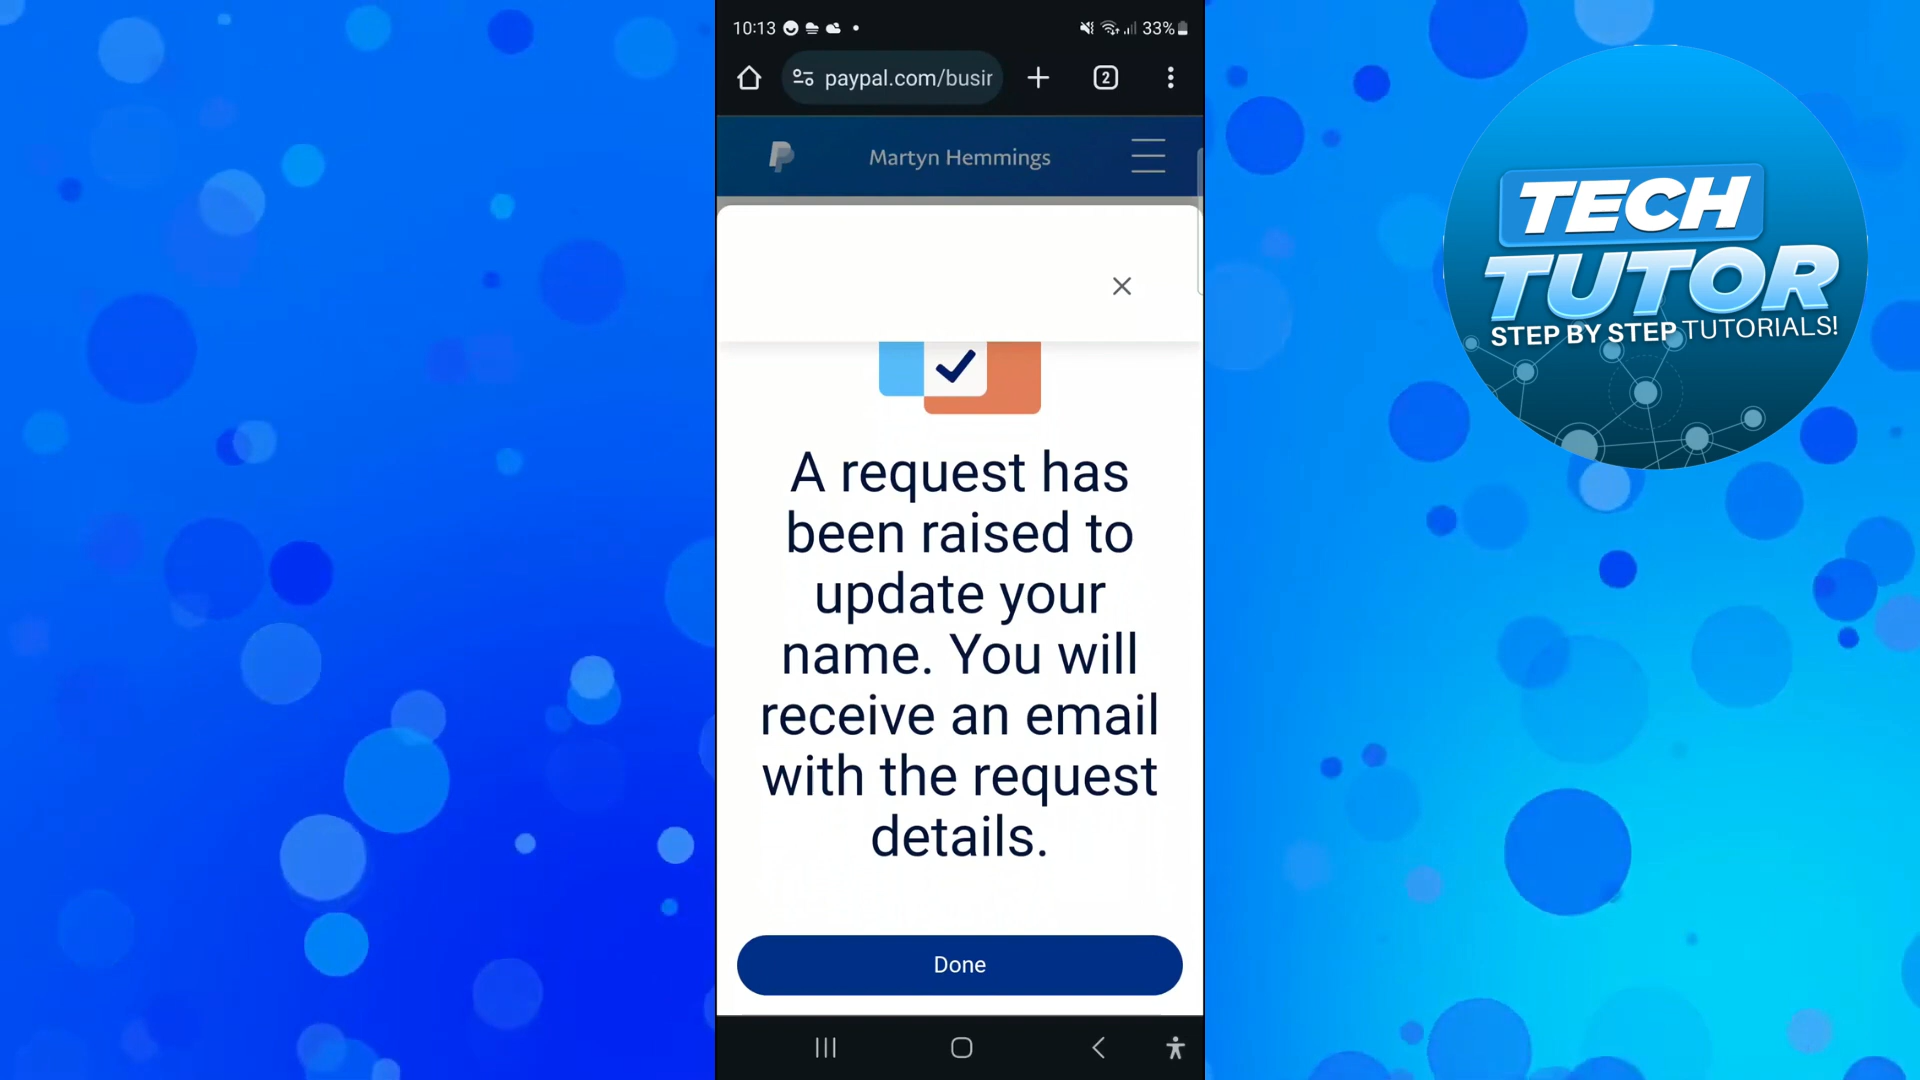 10:13
33%
paypal.com/busir
2
Martyn Hemmings
A request has
been raised to
update your
name. You will
receive an email
with the request
details.
Done
TECH
TUTOR
STEP BY STEP TUTORIALS!